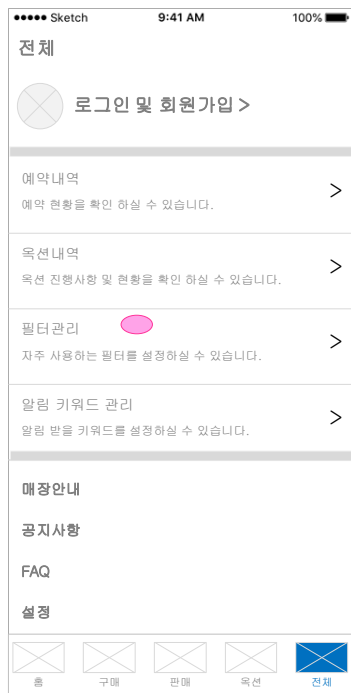 Sketch 9:41 AM 100%
전체
로그인 및 회원가입 >
예약내역
예약 현황을 확인 하실 수 있습니다.
옥션내역
옥션 진행사항 및 현황을 확인 하실 수 있습니다.
필터관리
자주 사용하는 필터를 설정하실 수 있습니다.
알림 키워드 관리
알림 받을 키워드를 설정하실 수 있습니다.
매장안내
공지사항
FAQ
설정
홈 구매 판매 옥션 전체